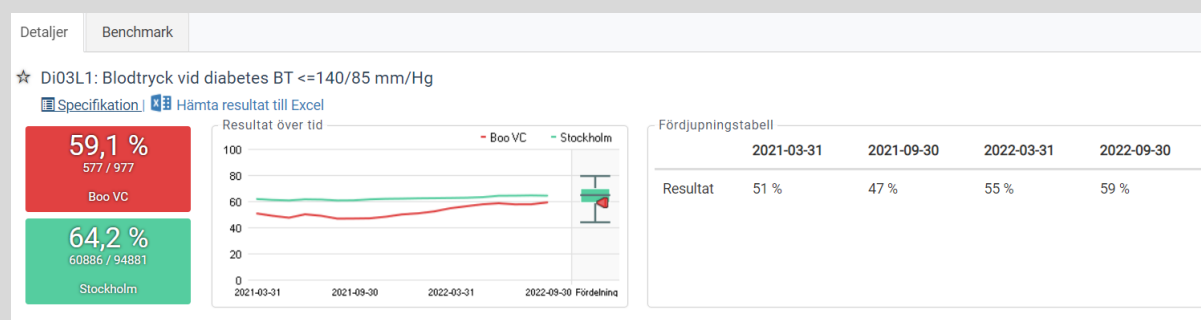 Detaljer
Benchmark
Di03L1: Blodtryck vid diabetes BT <=140/85 mm/Hg
Specifikation | Hämta resultat till Excel
59,1 %
577 / 977
Boo VC
64,2 %
60886 / 94881
Stockholm
Resultat över tid
Boo VC Stockholm
100
80
60
40
20
0
2021-03-31 2021-09-30 2022-03-31 2022-09-30 Fördelning
Fördjupningstabell
2021-03-31 2021-09-30 2022-03-31 2022-09-30
Resultat 51 % 47 % 55 % 59 %